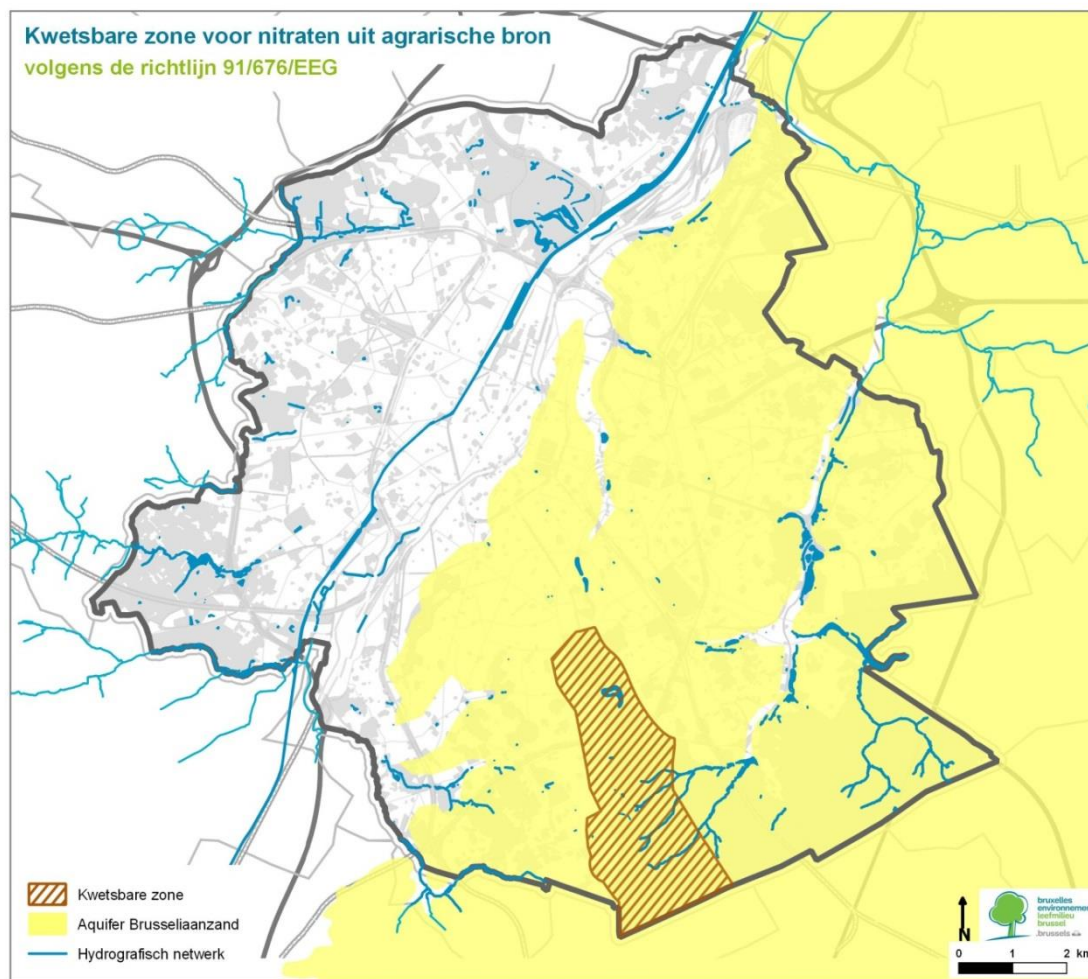 Kwetsbare zone voor nitraten uit agrarische bron
volgens de richtlijn 91/676/EEG
Kwetsbare zone
Aquifer Brusseliaanzand
Hydrografisch netwerk
N
bruxelles
environnement
leefmilieu
brussel
.brussels
0 1 2 km